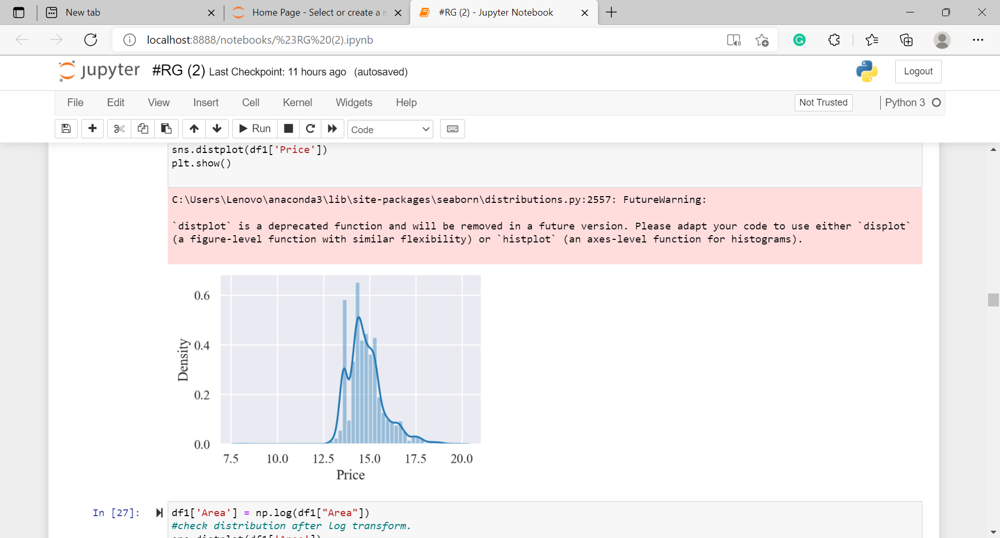 New tab
Home Page - Select or create a n
#RG (2) - Jupyter Notebook
localhost:8888/notebooks/%23RG%20(2).ipynb
jupyter #RG (2) Last Checkpoint: 11 hours ago (autosaved)
Logout
File Edit View Insert Cell Kernel Widgets Help
Not Trusted
Python 3
Run
Code
sns.distplot(df1['Price'])
plt.show()
C:\Users\Lenovo\anaconda3\lib\site-packages\seaborn\distributions.py:2557: FutureWarning:
`distplot` is a deprecated function and will be removed in a future version. Please adapt your code to use either `displot`
(a figure-level function with similar flexibility) or `histplot` (an axes-level function for histograms).
0.6
0.4
0.2
0.0
Density
7.5 10.0 12.5 15.0 17.5 20.0
Price
In [27]:
df1['Area'] = np.log(df1["Area"])
#check distribution after log transform.